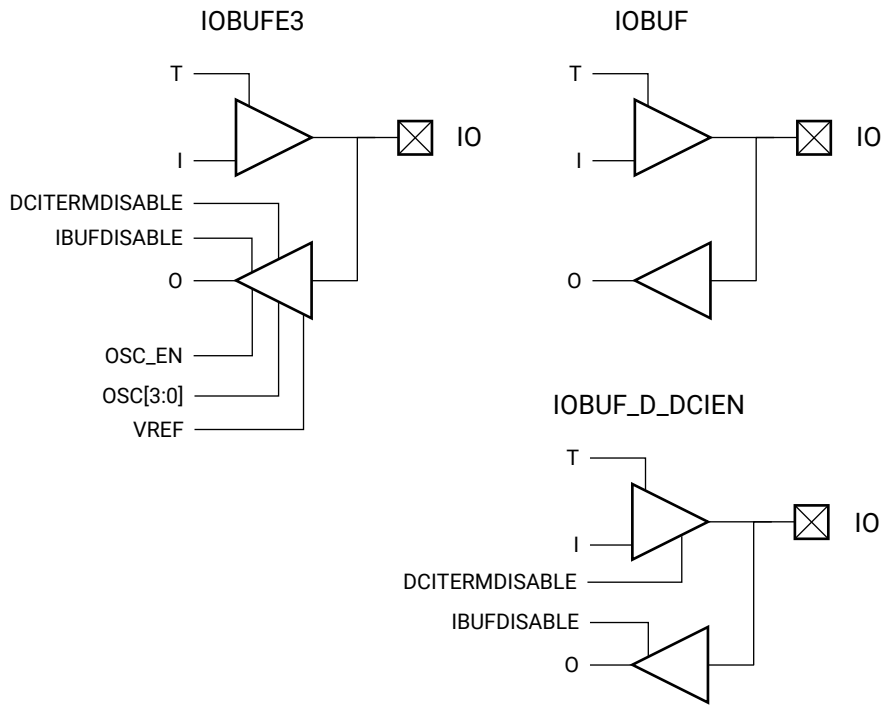 IOBUFE3
T
IO
I
DCITERMDISABLE
IBUFDISABLE
O
OSC_EN
OSC[3:0]
VREF
IOBUF
T
IO
I
O
IOBUF_D_DCIEN
T
IO
I
DCITERMDISABLE
IBUFDISABLE
O